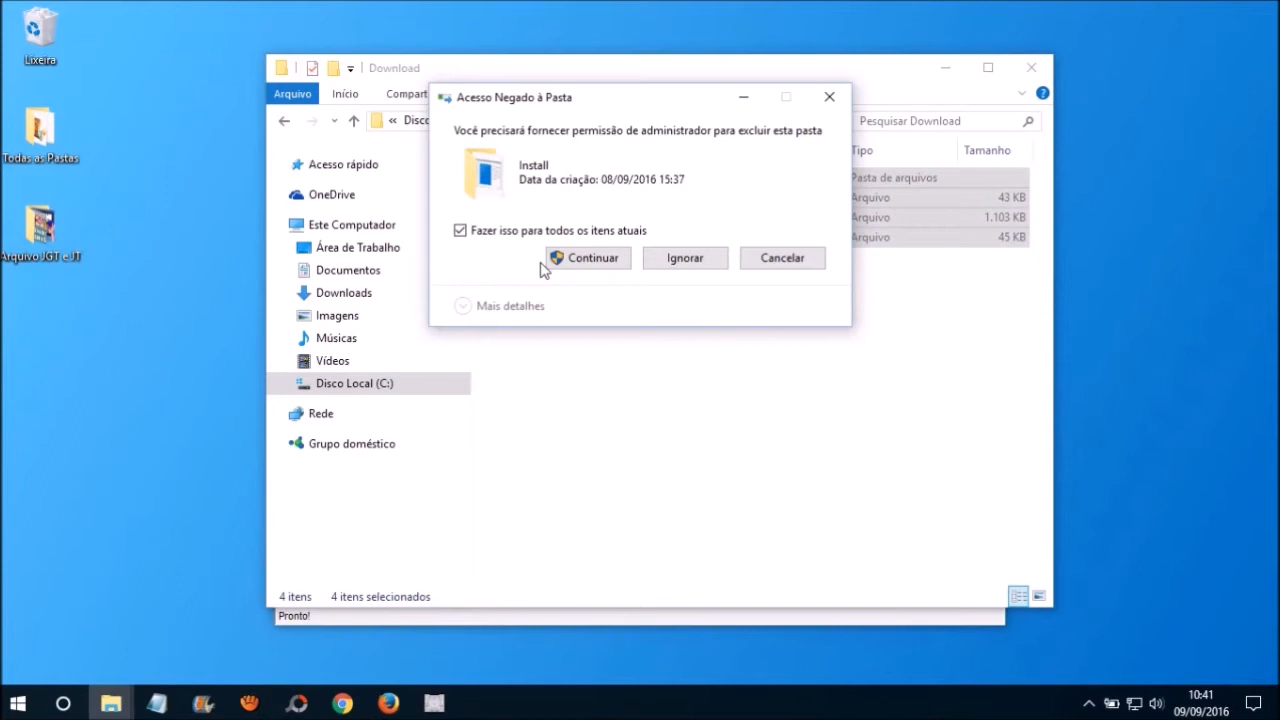 Lixeira
Todas as Pastas
Arquivo JGT e JT
Download
Arquivo
Início
Compart
« Disco
Pesquisar Download
Tipo
Tamanho
Pasta de arquivos
Arquivo 43 KB
Arquivo 1.103 KB
Arquivo 45 KB
Acesso rápido
OneDrive
Este Computador
Área de Trabalho
Documentos
Downloads
Imagens
Músicas
Vídeos
Disco Local (C:)
Rede
Grupo doméstico
Acesso Negado à Pasta
Você precisará fornecer permissão de administrador para excluir esta pasta
Install
Data da criação: 08/09/2016 15:37
Fazer isso para todos os itens atuais
Continuar
Ignorar
Cancelar
Mais detalhes
4 itens
4 itens selecionados
Pronto!
10:41
09/09/2016